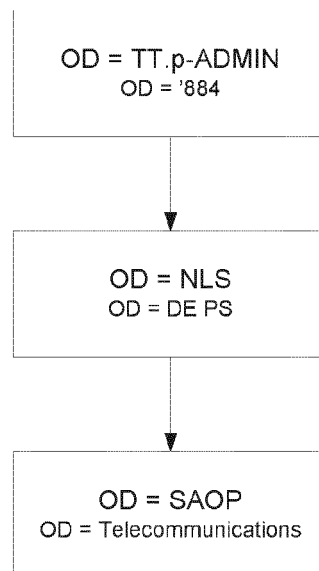 OD = TT.p-ADMIN
OD = '884
OD = NLS
OD = DE PS
OD = SAOP
OD = Telecommunications